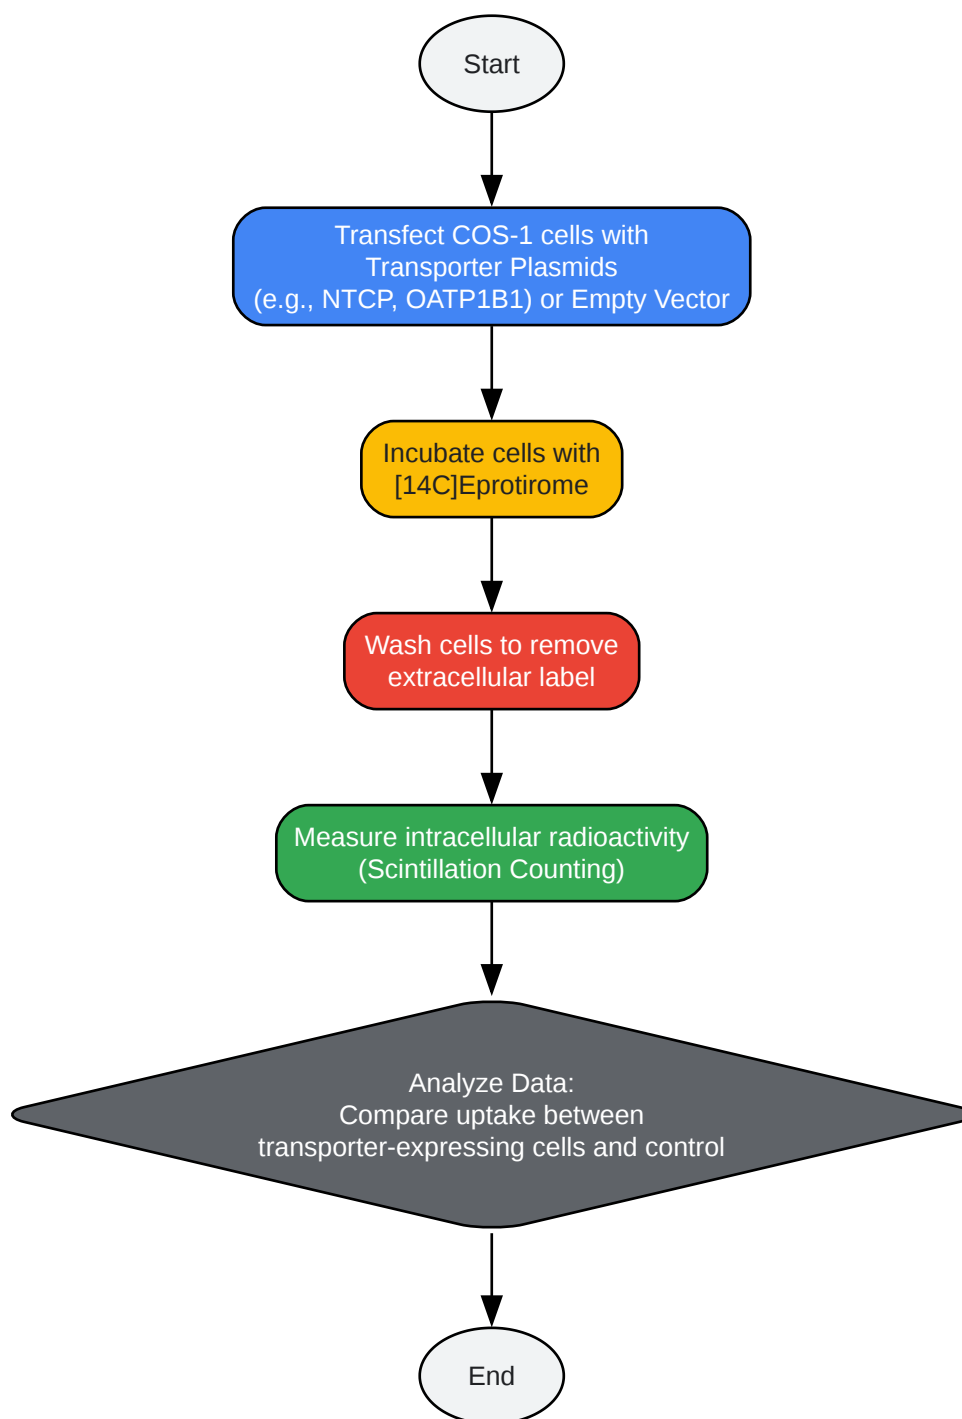 Start
Transfect COS-1 cells with
Transporter Plasmids
(e.g., NTCP, OATP1B1) or Empty Vector
Incubate cells with
[14C]Eprotirome
Wash cells to remove
extracellular label
Measure intracellular radioactivity
(Scintillation Counting)
Analyze Data:
Compare uptake between
transporter-expressing cells and control
End